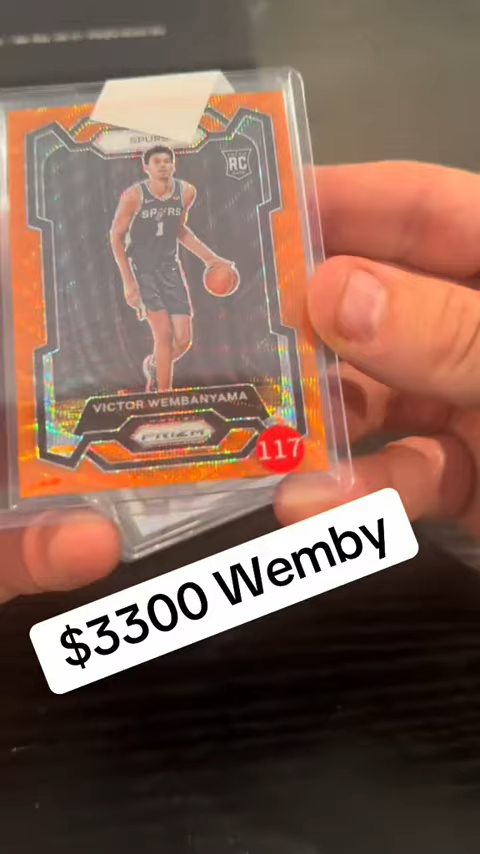 SPURS
RC
SPURS
1
VICTOR WEMBANYAMA
PRIZM
117
$3300 Wemby